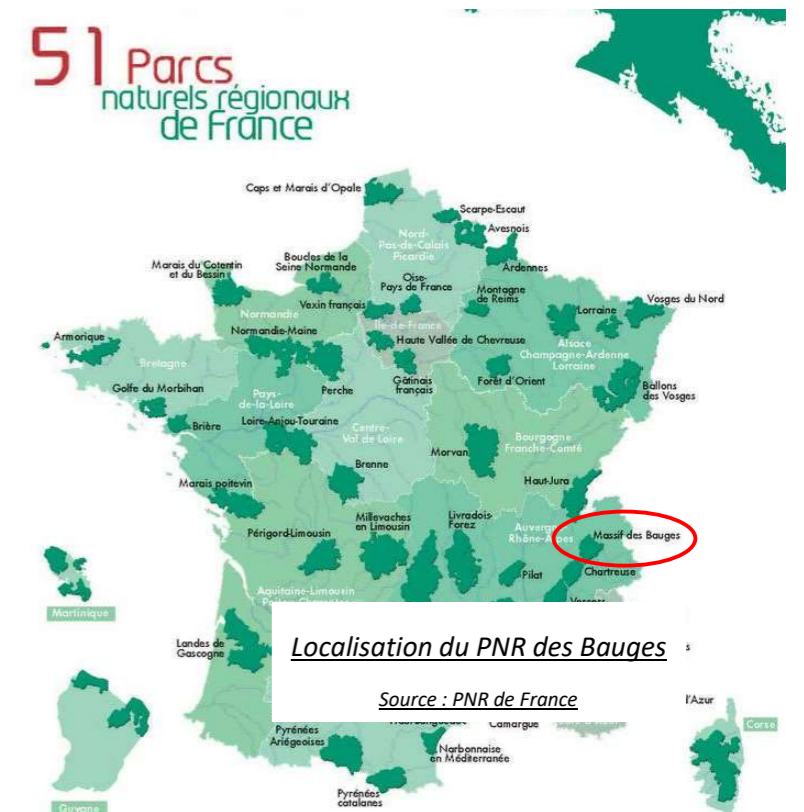 51 Parcs
naturels régionaux
de France
Caps et Marais d'Opale
Scarpe-Escaut
Avesnois
Nord-
Pas-de-Calais
Picardie
Ardennes
Marais du Cotentin
et du Bessin
Boucles de la
Seine Normande
Oise-
Pays de France
Montagne
de Reims
Vosges du Nord
Lorraine
Vexin français
Normandie
Île-de-France
Normandie-Maine
Haute Vallée de Chevreuse
Alsace
Champagne-Ardenne
Lorraine
Armorique
Bretagne
Golfe du Morbihan
Perche
Gâtinais
français
Forêt d'Orient
Ballons
des Vosges
Pays-
de-la-Loire
Brière
Loire-Anjou-Touraine
Centre-
Val de Loire
Bourgogne
Franche-Comté
Morvan
Brenne
Haut-Jura
Marais poitevin
Millevaches
en Limousin
Livradois-
Forez
Auvergne
Rhône-Alpes
Massif des Bauges
Périgord-Limousin
Pilat
Chartreuse
Aquitaine-Limousin
Martinique
Landes de
Gascogne
Localisation du PNR des Bauges
Source : PNR de France
d'Azur
Camargue
Corse
Pyrénées
Ariégeoises
Narbonnaise
en Méditerranée
Pyrénées
catalanes
Guyane